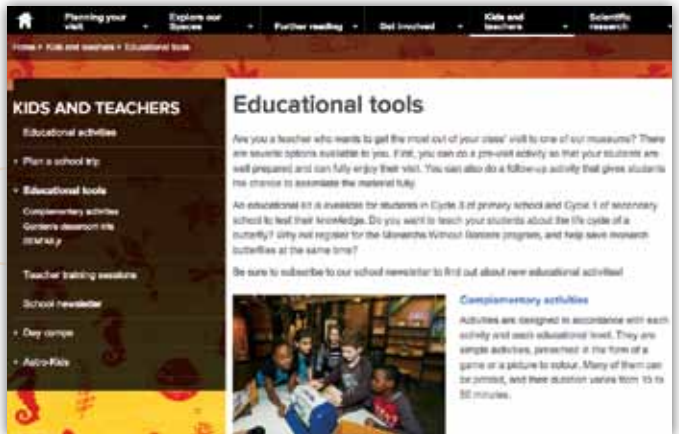 Planning your
visit
Explore our
Spaces
Further reading
Get involved
Kids and
teachers
Scientific
research
Home > Kids and teachers > Educational tools
KIDS AND TEACHERS
Educational activities
Plan a school trip
Educational tools
Complementary activities
Garden's classroom kits
Teacher training sessions
School newsletter
Day camps
Astro-Kids
Educational tools
Are you a teacher who wants to get the most out of your class' visit to one of our museums? There
are several options available to you. First, you can do a pre-visit activity so that your students are
well prepared and can fully enjoy their visit. You can also do a follow-up activity that gives students
the chance to assimilate the material fully.
An educational kit is available for students in Cycle 3 of primary school and Cycle 1 of secondary
school to test their knowledge. Do you want to teach your students about the life cycle of a
butterfly? Why not register for the Monarchs Without Borders program, and help save monarch
butterflies at the same time?
Be sure to subscribe to our school newsletter to find out about new educational activities!
Complementary activities
Activities are designed in accordance with each
activity and each educational level. They are
simple activities, presented in the form of a
game or a picture to colour. Many of them can
be printed, and their duration varies from 15 to
50 minutes.